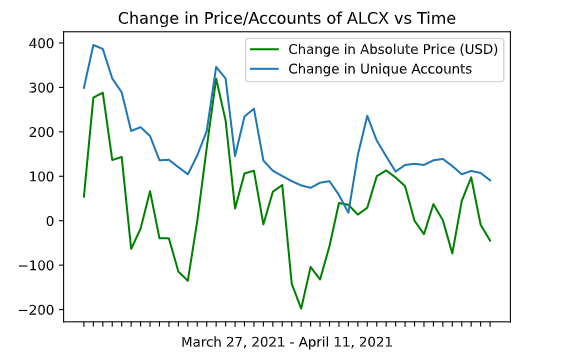 Change in Price/Accounts of ALCX vs Time
Change in Absolute Price (USD)
Change in Unique Accounts
400
300
200
100
0
−100
−200
March 27, 2021 - April 11, 2021